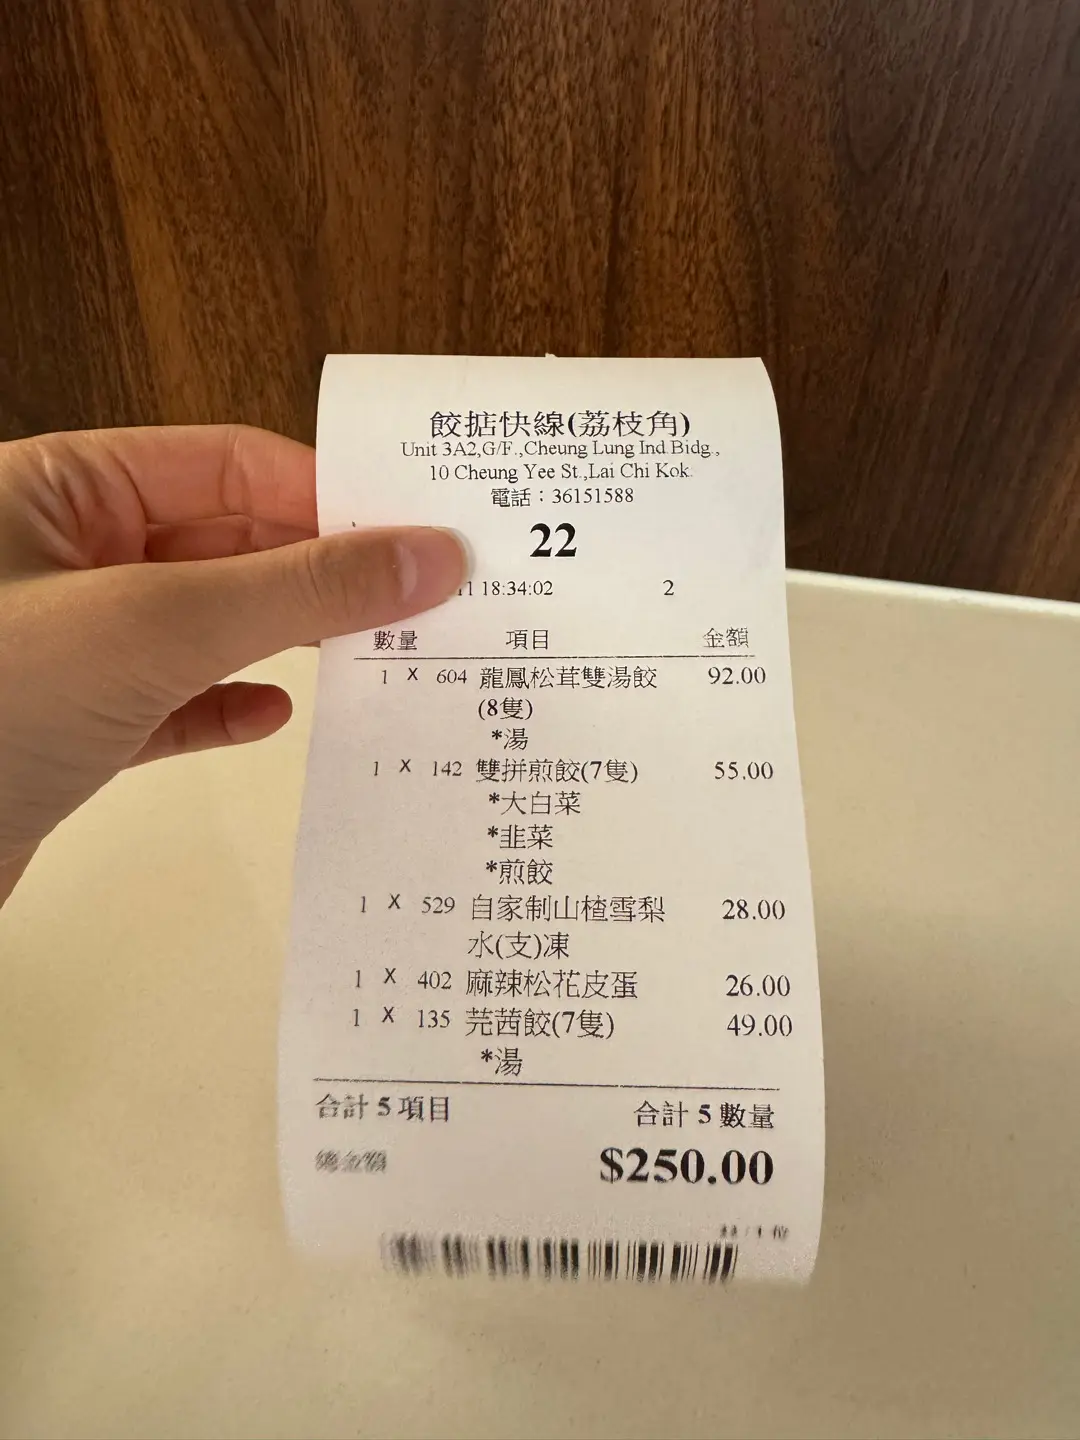 餃掂快線(荔枝角)
Unit 3A2,G/F.,Cheung Lung Ind.Bidg.,
10 Cheung Yee St.,Lai Chi Kok.
電話：36151588
22
11 18:34:02 2
數量 項目 金額
1 X 604 龍鳳松茸雙湯餃 92.00
(8隻)
*湯
1 X 142 雙拼煎餃(7隻) 55.00
*大白菜
*韭菜
*煎餃
1 X 529 自家制山楂雪梨 28.00
水(支)凍
1 X 402 麻辣松花皮蛋 26.00
1 X 135 芫茜餃(7隻) 49.00
*湯
合計 5 項目 合計 5 數量
總金額 $250.00